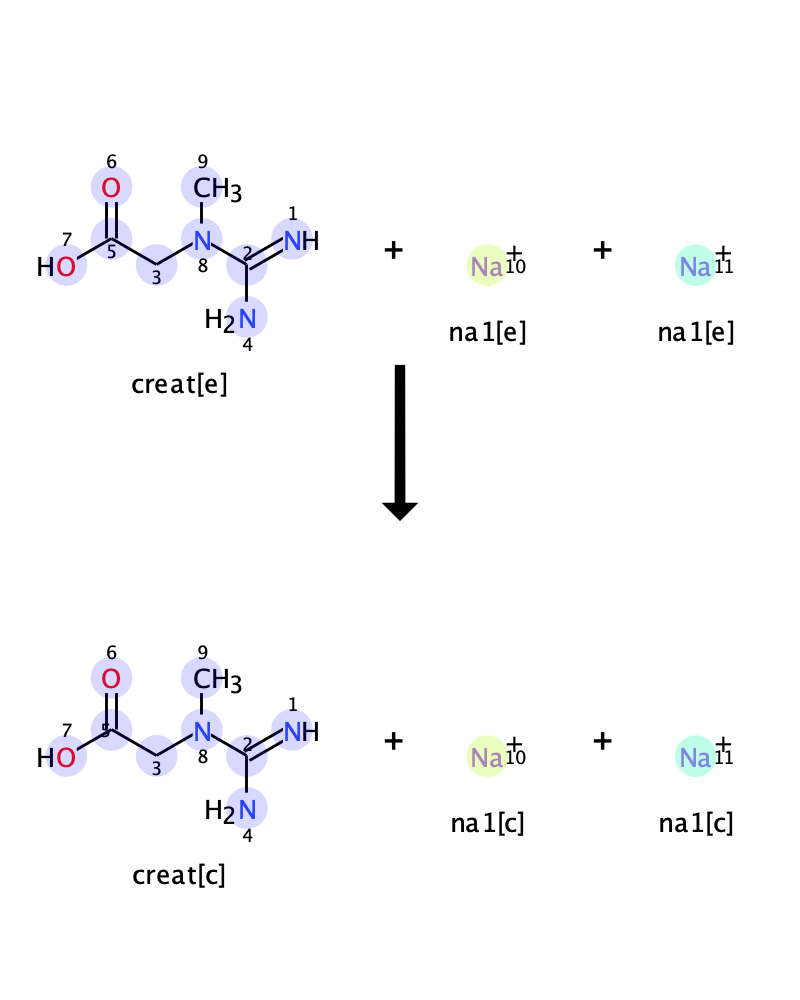 6 9
O CH3
1
7 5 N 2 NH + Na+ 10 + Na+ 11
HO 3 8
H2N
4
na1[e] na1[e]
creat[e]
6 9
O CH3
1
7 5 N 2 NH + Na+ 10 + Na+ 11
HO 3 8
H2N
4
na1[c] na1[c]
creat[c]